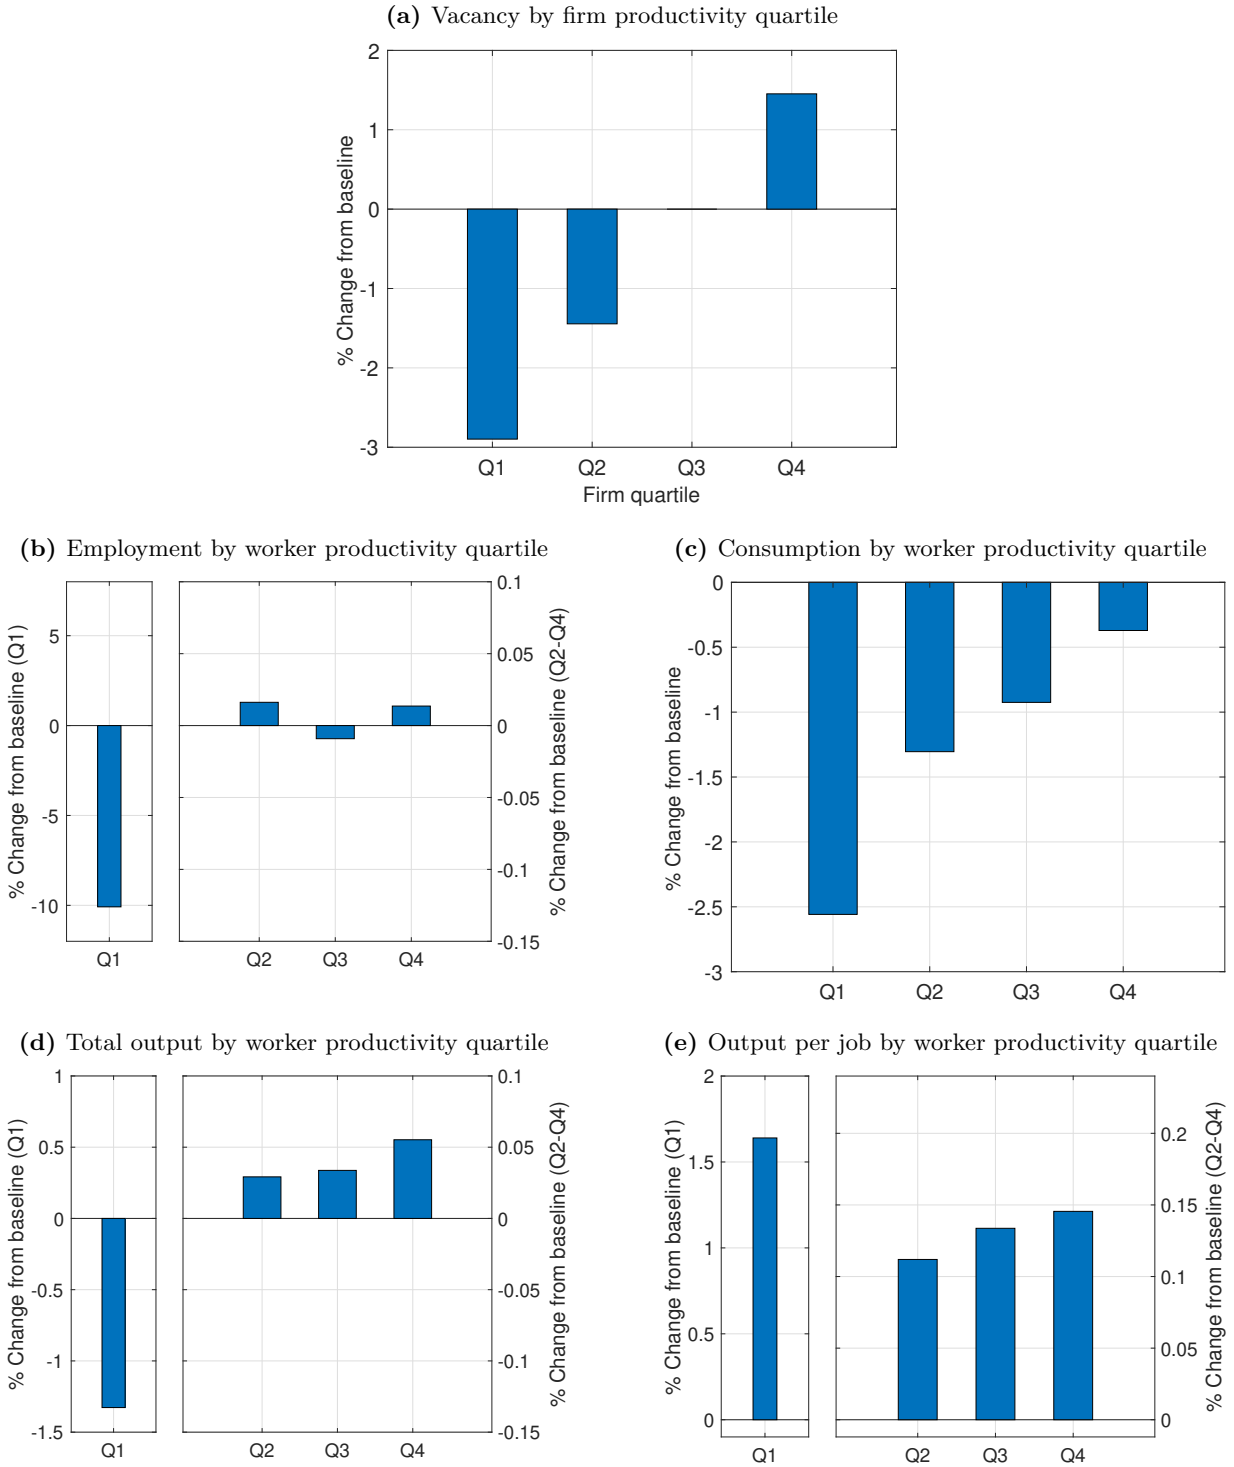 (a) Vacancy by firm productivity quartile
2
1
0
-1
-2
-3
% Change from baseline
Q1 Q2 Q3 Q4
Firm quartile
(b) Employment by worker productivity quartile
% Change from baseline (Q1)
5
0
-5
-10
Q1
Q2 Q3 Q4
0.1
0.05
0
-0.05
-0.1
-0.15
% Change from baseline (Q2-Q4)
(c) Consumption by worker productivity quartile
% Change from baseline
0
-0.5
-1
-1.5
-2
-2.5
-3
Q1 Q2 Q3 Q4
(d) Total output by worker productivity quartile
% Change from baseline (Q1)
1
0.5
0
-0.5
-1
-1.5
Q1
Q2 Q3 Q4
0.1
0.05
0
-0.05
-0.1
-0.15
% Change from baseline (Q2-Q4)
(e) Output per job by worker productivity quartile
% Change from baseline (Q1)
2
1.5
1
0.5
0
Q1
Q2 Q3 Q4
0.2
0.15
0.1
0.05
0
% Change from baseline (Q2-Q4)